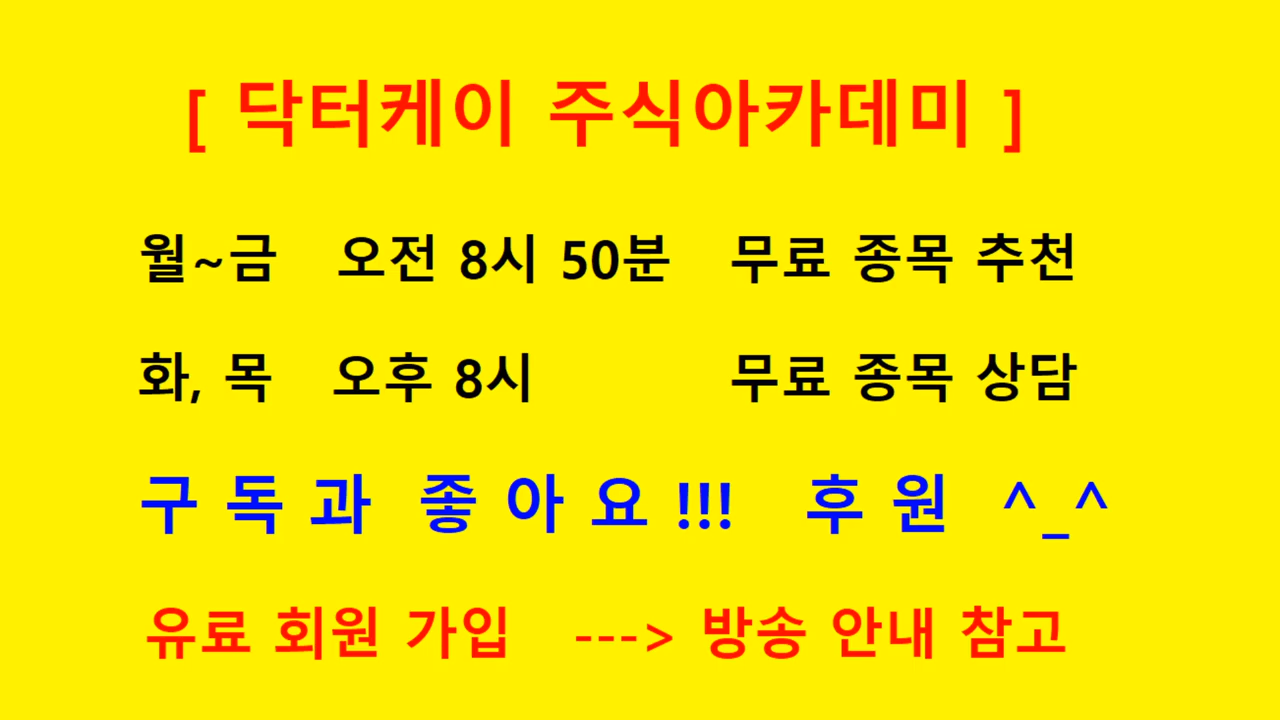 [ 닥터케이 주식아카데미 ]
월~금 오전 8시 50분 무료 종목 추천
화, 목 오후 8시 무료 종목 상담
구 독 과 좋 아 요 !!! 후 원 ^_^
유료 회원 가입 ---> 방송 안내 참고